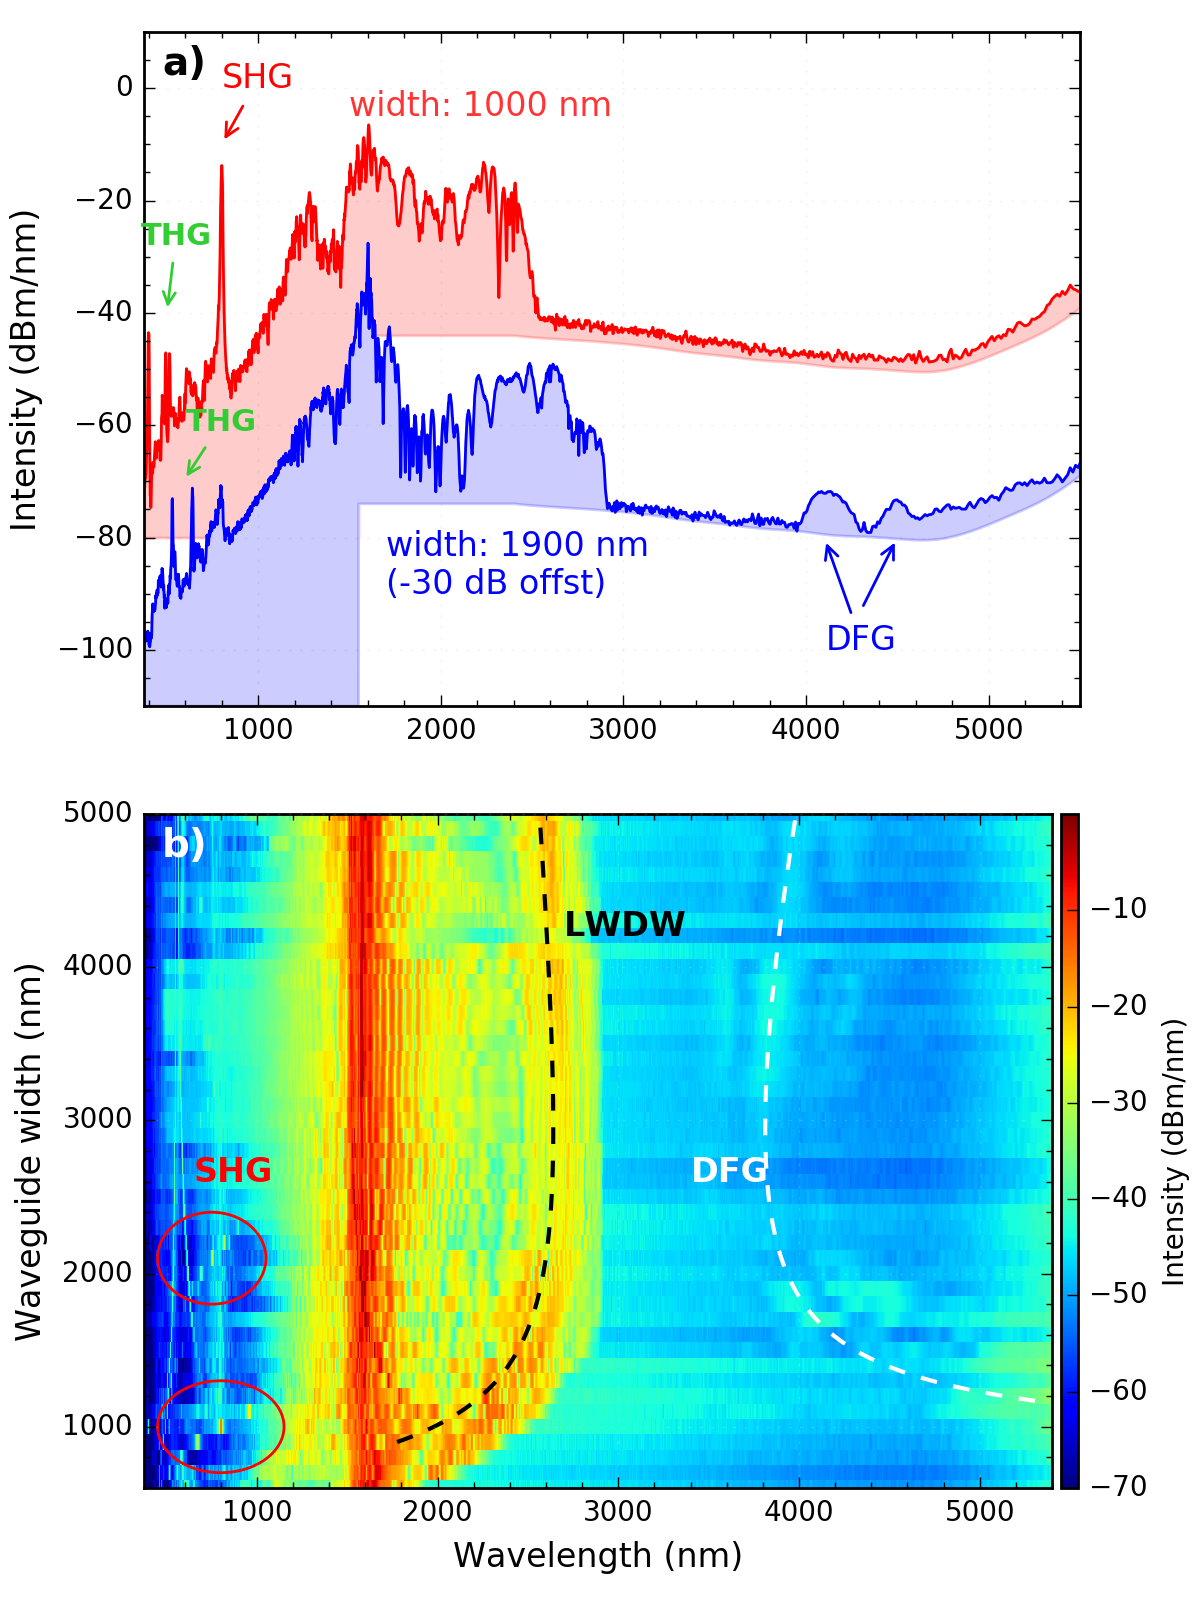 a)
SHG
width: 1000 nm
THG
THG
width: 1900 nm
(-30 dB offst)
DFG
Intensity (dBm/nm)
0
−20
−40
−60
−80
−100
1000 2000 3000 4000 5000
b)
LWDW
SHG
DFG
Waveguide width (nm)
5000
4000
3000
2000
1000
1000 2000 3000 4000 5000
Wavelength (nm)
−10
−20
−30
−40
−50
−60
−70
Intensity (dBm/nm)